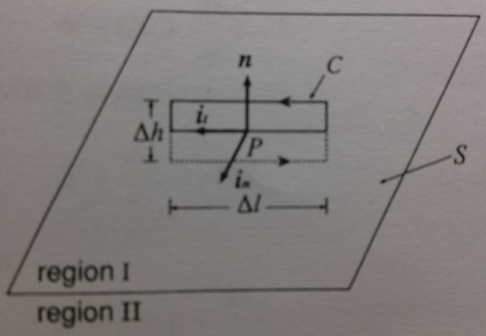 n
C
Δh
i_t
P
S
i_n
Δl
region I
region II